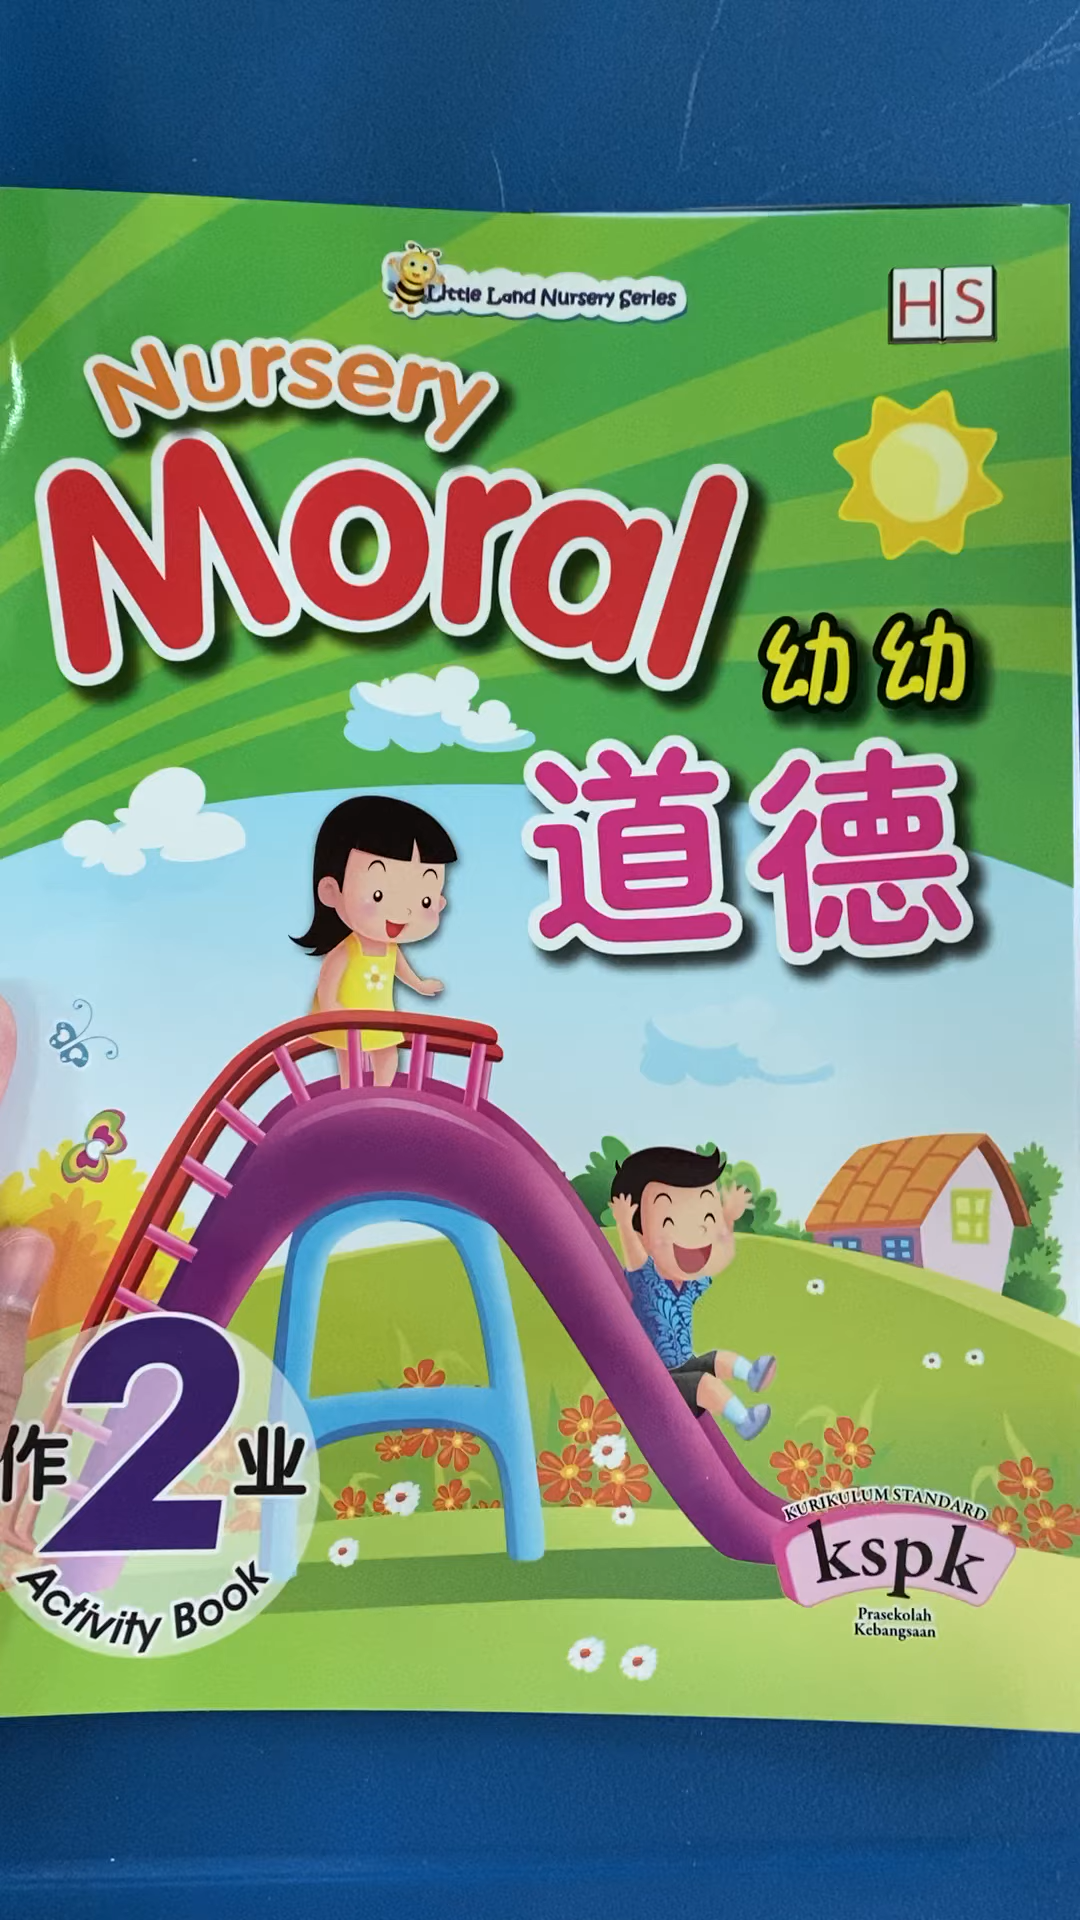 Little Land Nursery Series
HS
Nursery
Moral
幼幼
道德
作2业
Activity Book
KURIKULUM STANDARD
kspk
Prasekolah
Kebangsaan